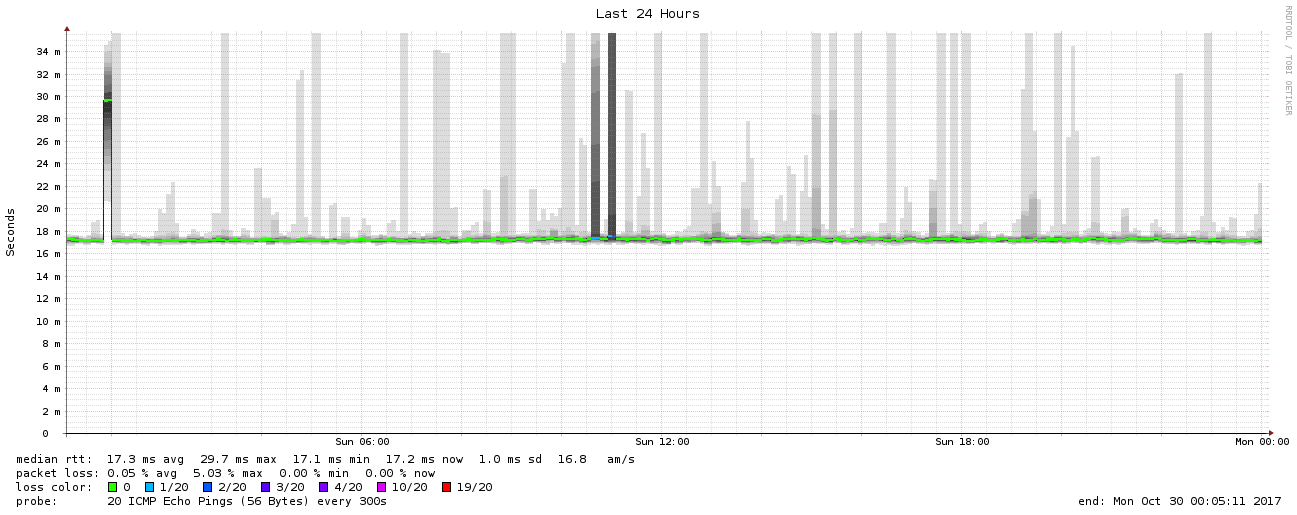 Last 24 Hours
RRDTOOL / TOBI OETIKER
Seconds
34 m
32 m
30 m
28 m
26 m
24 m
22 m
20 m
18 m
16 m
14 m
12 m
10 m
8 m
6 m
4 m
2 m
0
Sun 06:00 Sun 12:00 Sun 18:00 Mon 00:00
median rtt: 17.3 ms avg 29.7 ms max 17.1 ms min 17.2 ms now 1.0 ms sd 16.8 am/s
packet loss: 0.05 % avg 5.03 % max 0.00 % min 0.00 % now
loss color: 0 1/20 2/20 3/20 4/20 10/20 19/20
probe: 20 ICMP Echo Pings (56 Bytes) every 300s end: Mon Oct 30 00:05:11 2017